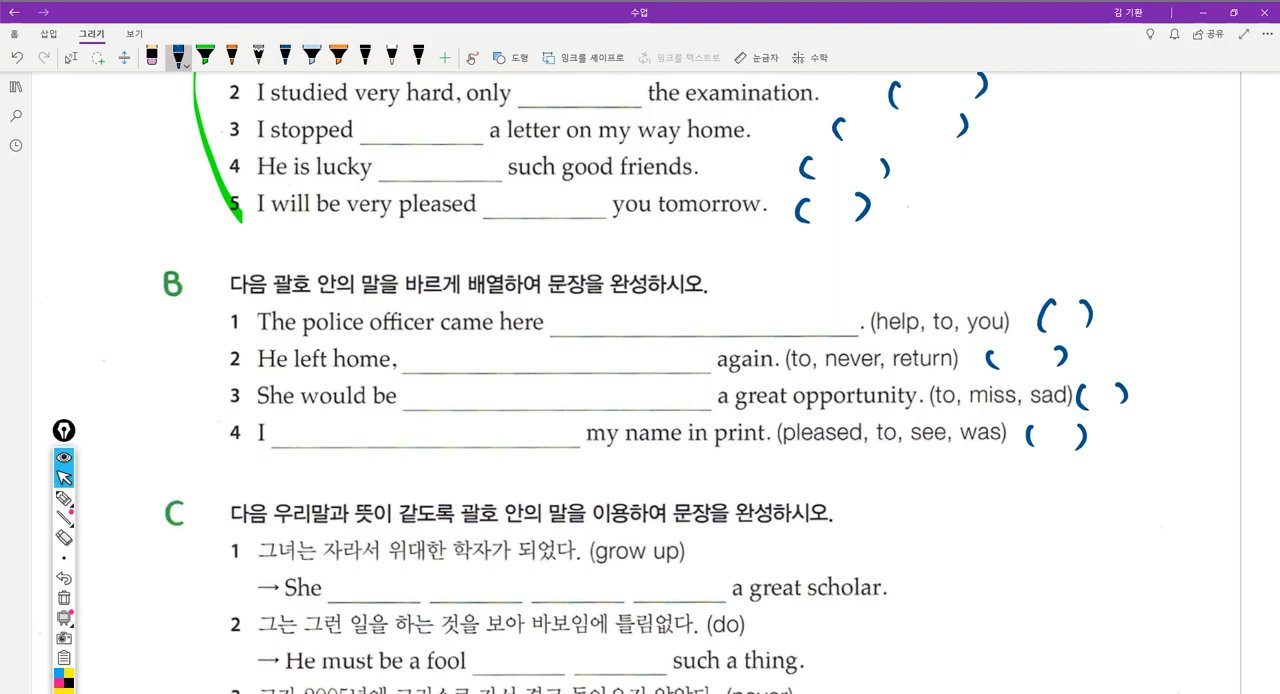 수업
김 기환
홈 삽입 그리기 보기
공유
도형 잉크를 셰이프로 잉크를 텍스트로 눈금자 수학
2 I studied very hard, only ____________ the examination. ( )
3 I stopped ____________ a letter on my way home. ( )
4 He is lucky ____________ such good friends. ( )
5 I will be very pleased ____________ you tomorrow. ( )
B 다음 괄호 안의 말을 바르게 배열하여 문장을 완성하시오.
1 The police officer came here ____________________. (help, to, you) ( )
2 He left home, ____________________ again. (to, never, return) ( )
3 She would be ____________________ a great opportunity. (to, miss, sad) ( )
4 I ____________________ my name in print. (pleased, to, see, was) ( )
C 다음 우리말과 뜻이 같도록 괄호 안의 말을 이용하여 문장을 완성하시오.
1 그녀는 자라서 위대한 학자가 되었다. (grow up)
→ She ________ ________ ________ ________ a great scholar.
2 그는 그런 일을 하는 것을 보아 바보임에 틀림없다. (do)
→ He must be a fool ________ ________ such a thing.